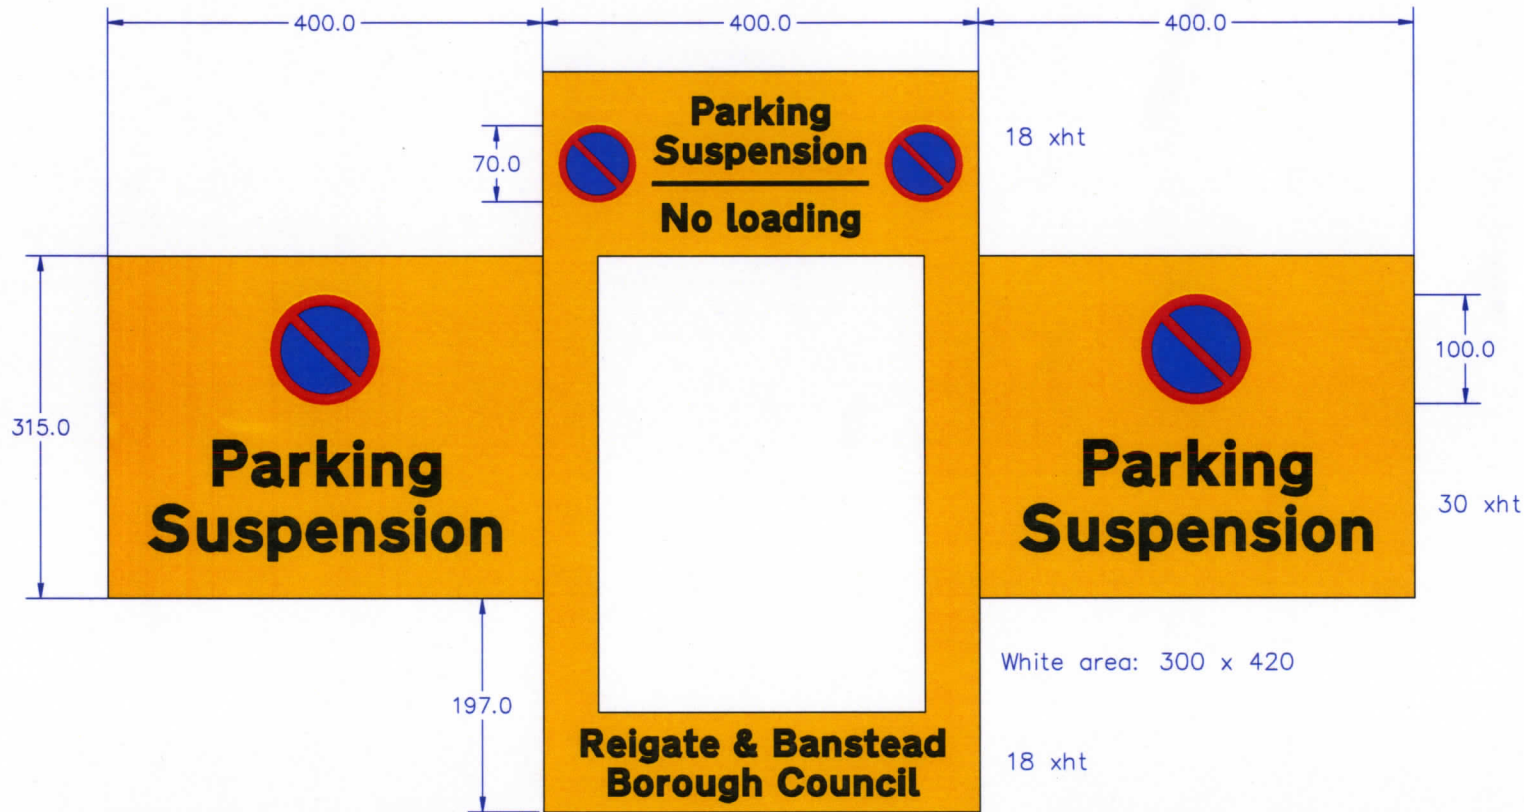 400.0
400.0
400.0
Parking
Suspension
No loading
18 xht
70.0
315.0
100.0
Parking
Suspension
Parking
Suspension
30 xht
White area: 300 x 420
197.0
Reigate & Banstead
Borough Council
18 xht